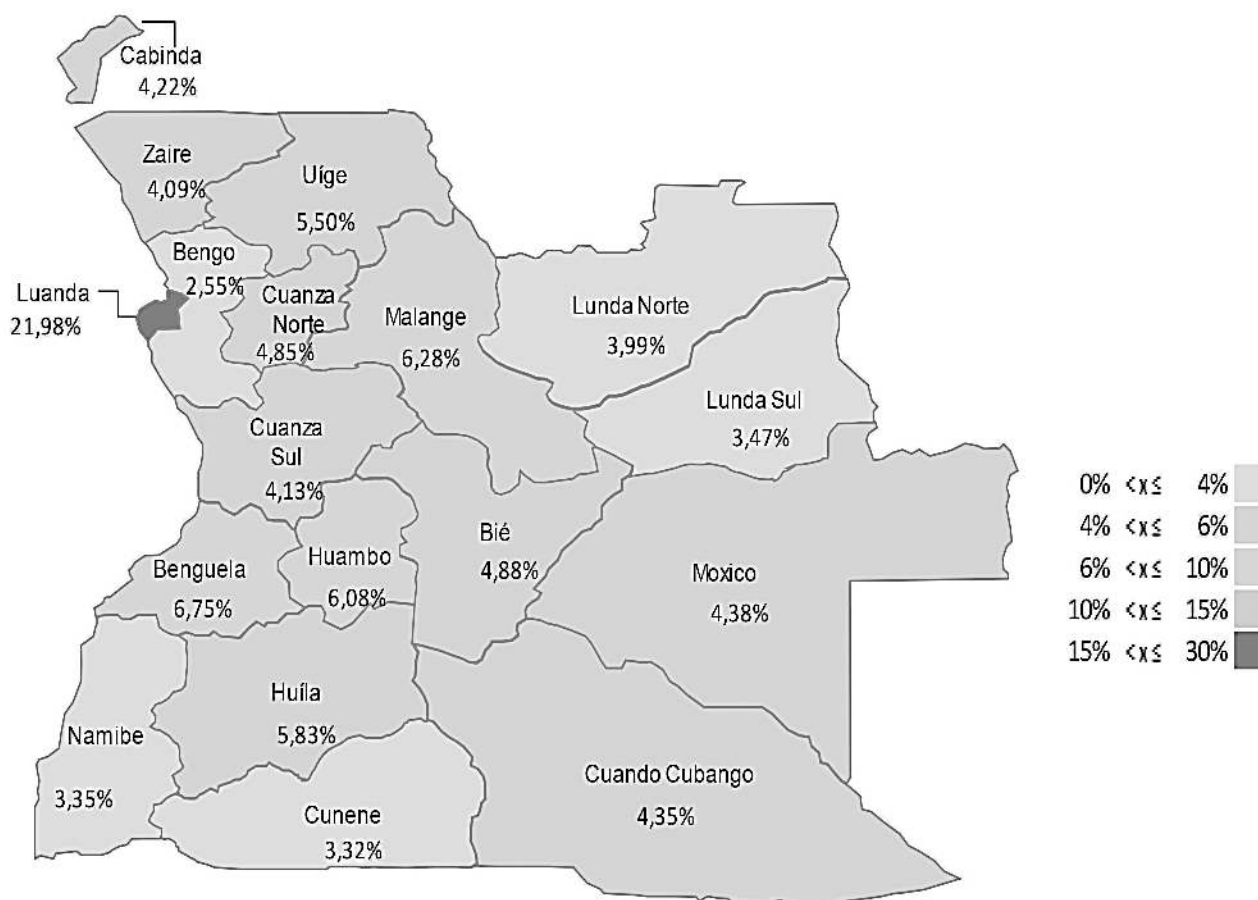 Cabinda
4,22%
Zaire
4,09%
Uíge
5,50%
Bengo
2,55%
Luanda
21,98%
Cuanza
Norte
4,85%
Malange
6,28%
Lunda Norte
3,99%
Lunda Sul
3,47%
Cuanza
Sul
4,13%
Benguela
6,75%
Huambo
6,08%
Bié
4,88%
Moxico
4,38%
Namibe
3,35%
Huíla
5,83%
Cunene
3,32%
Cuando Cubango
4,35%
0% <x≤ 4%
4% <x≤ 6%
6% <x≤ 10%
10% <x≤ 15%
15% <x≤ 30%